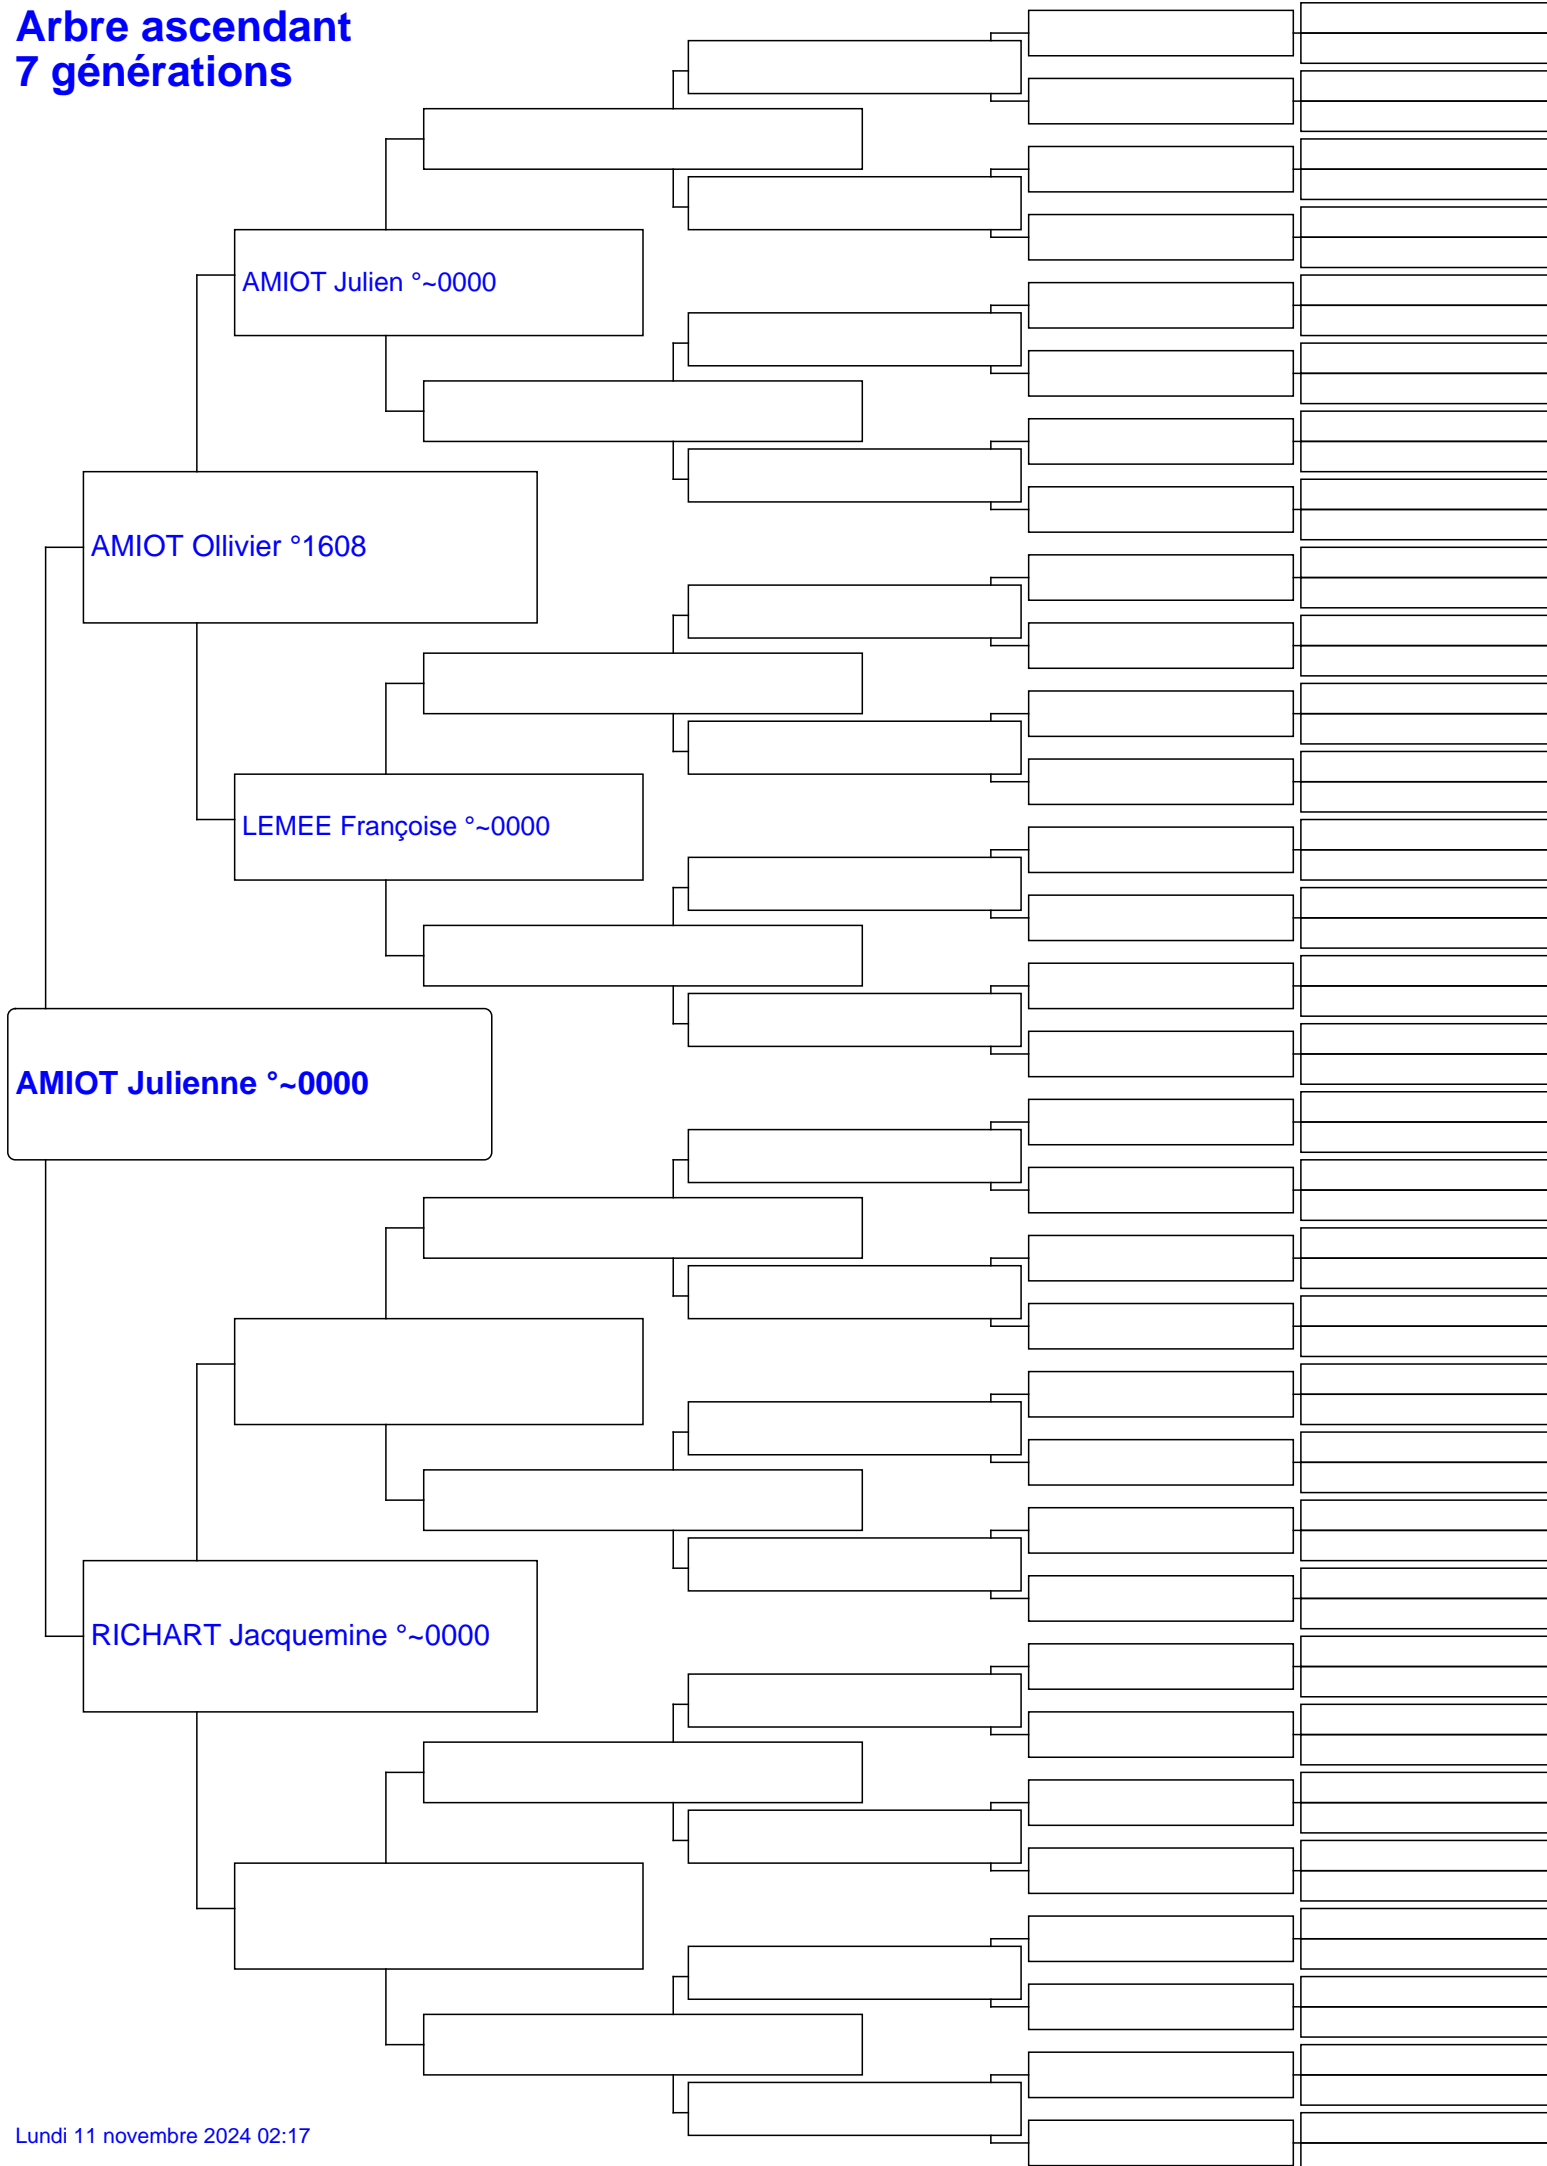 Arbre ascendant
7 générations
AMIOT Julien °~0000
AMIOT Ollivier °1608
LEMEE Françoise °~0000
AMIOT Julienne °~0000
RICHART Jacquemine °~0000
Lundi 11 novembre 2024 02:17